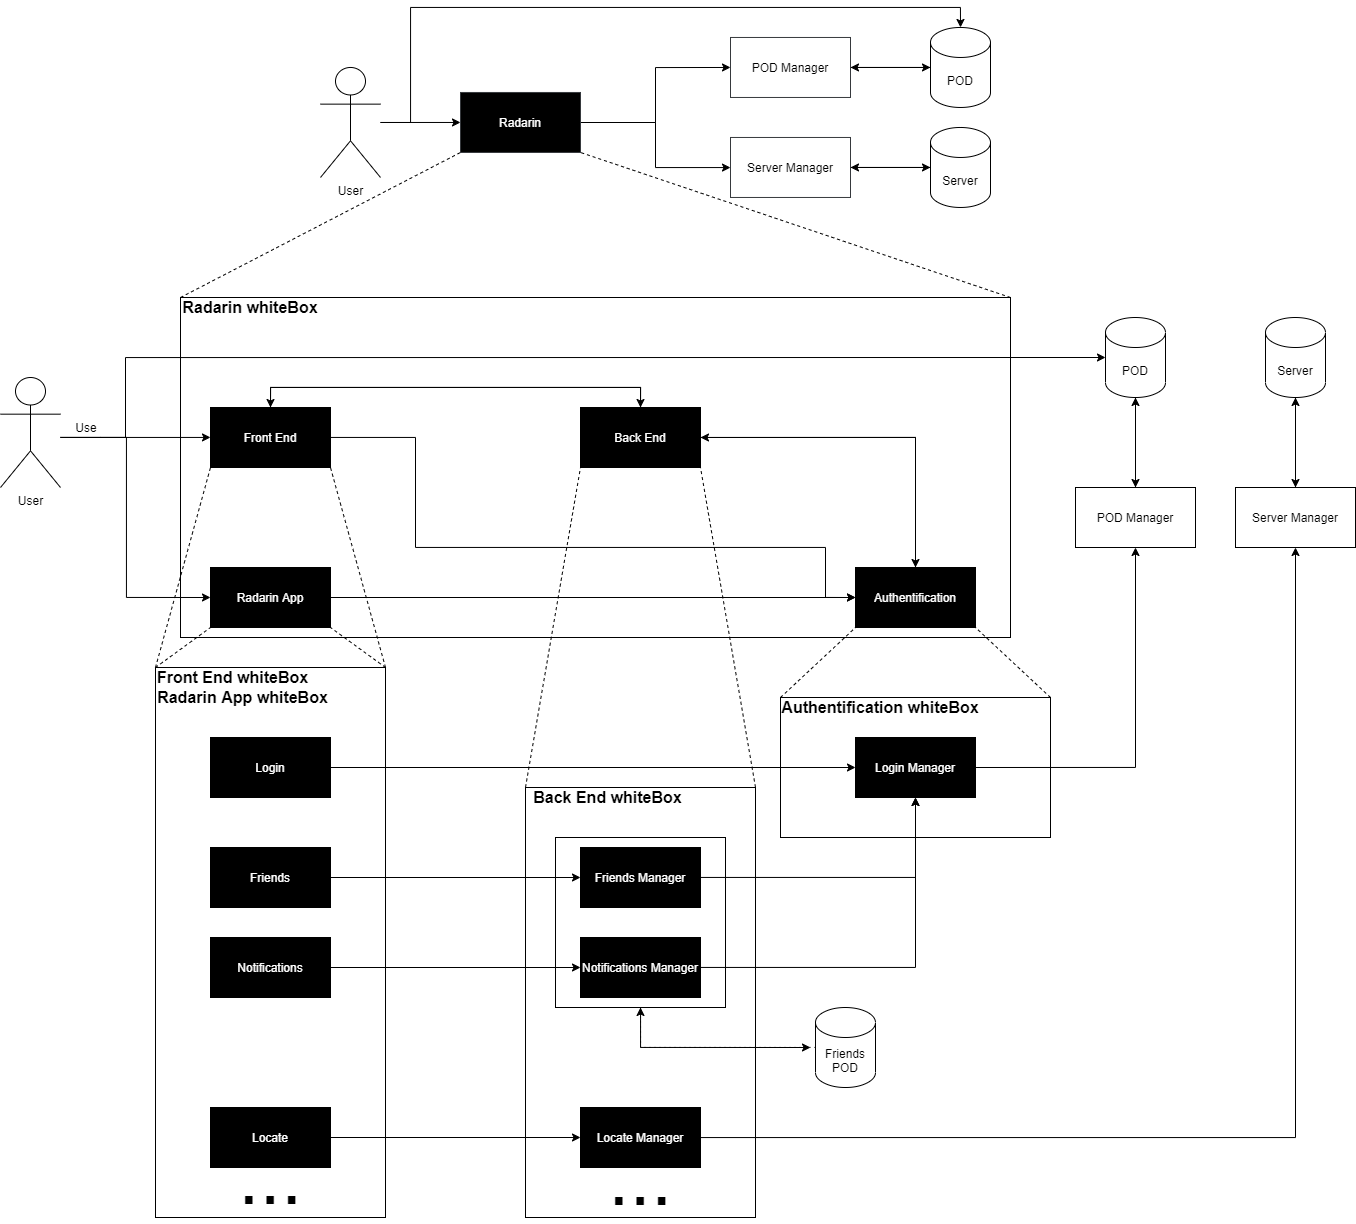 POD Manager
POD
Radarin
Server Manager
Server
User
Radarin whiteBox
POD
Server
Use
Front End
Back End
User
POD Manager
Server Manager
Radarin App
Authentification
Front End whiteBox
Radarin App whiteBox
Authentification whiteBox
Login
Login Manager
Back End whiteBox
Friends
Friends Manager
Notifications
Notifications Manager
Friends
POD
Locate
Locate Manager
...
...